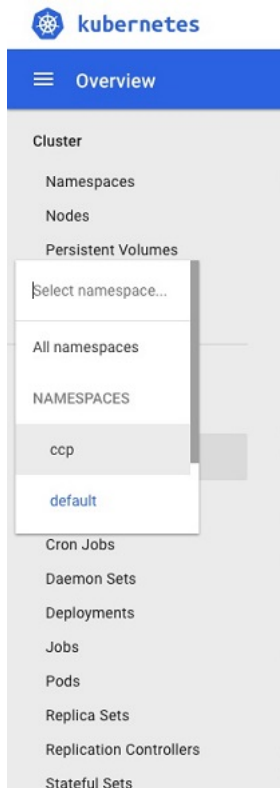 kubernetes
Overview
Cluster
Namespaces
Nodes
Persistent Volumes
Select namespace...
All namespaces
NAMESPACES
ccp
default
Cron Jobs
Daemon Sets
Deployments
Jobs
Pods
Replica Sets
Replication Controllers
Stateful Sets